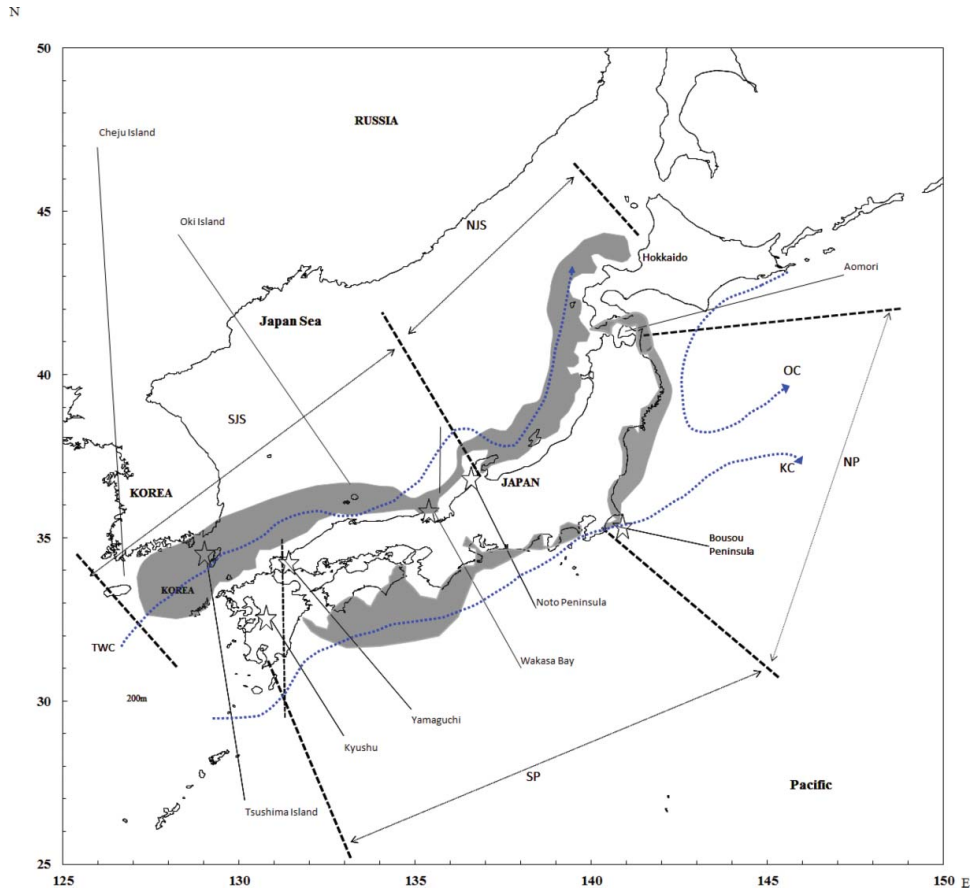 N
50
RUSSIA
Cheju Island
Oki Island
45
NJS
Hokkaido
Aomori
Japan Sea
40
OC
SJS
NP
KC
KOREA
JAPAN
35
Bousou
Peninsula
KOREA
Noto Peninsula
TWC
Wakasa Bay
200m
30
Yamaguchi
Kyushu
SP
Pacific
Tsushima Island
25
125
130
135
140
145
150
E